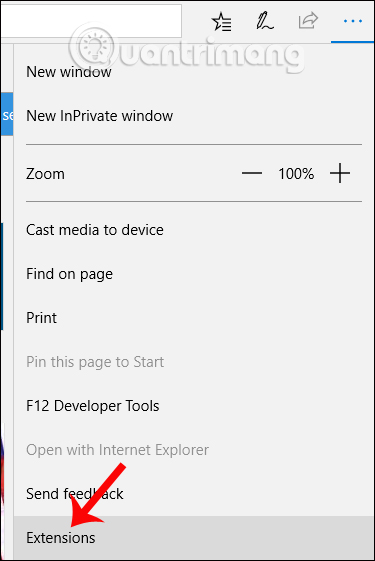 uantrimang
se
New window
New InPrivate window
Zoom
100%
Cast media to device
Find on page
Print
Pin this page to Start
F12 Developer Tools
Open with Internet Explorer
Send feedback
Extensions